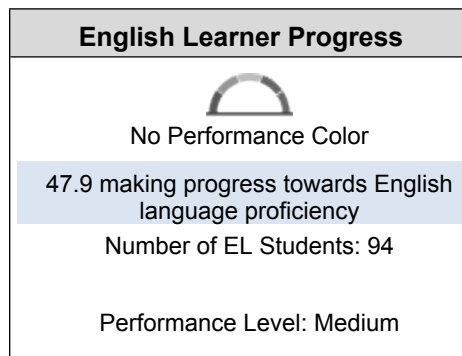 English Learner Progress
No Performance Color
47.9 making progress towards English
language proficiency
Number of EL Students: 94
Performance Level: Medium